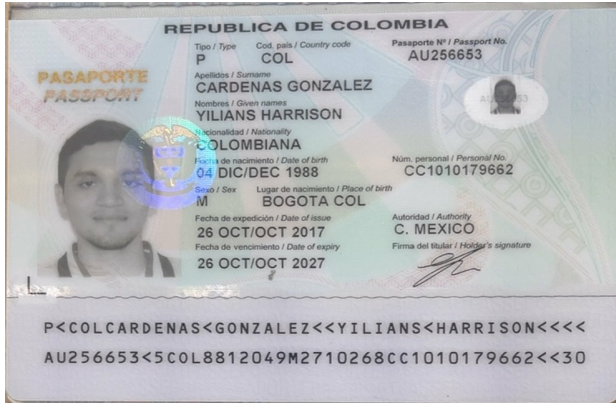 REPUBLICA DE COLOMBIA
Tipo / Type Cod. país / Country code Pasaporte Nº / Passport No.
P COL AU256653
PASAPORTE
PASSPORT
Apellidos / Surname
CARDENAS GONZALEZ
Nombres / Given names
YILIANS HARRISON
AU256653
Nacionalidad / Nationality
COLOMBIANA
Fecha de nacimiento / Date of birth Núm. personal / Personal No.
04 DIC/DEC 1988 CC1010179662
Sexo / Sex Lugar de nacimiento / Place of birth
M BOGOTA COL
Fecha de expedición / Date of issue Autoridad / Authority
26 OCT/OCT 2017 C. MEXICO
Fecha de vencimiento / Date of expiry Firma del titular / Holder's signature
26 OCT/OCT 2027
P<COLCARDENAS<GONZALEZ<<YILIANS<HARRISON<<<<
AU256653<5COL8812049M2710268CC1010179662<<30